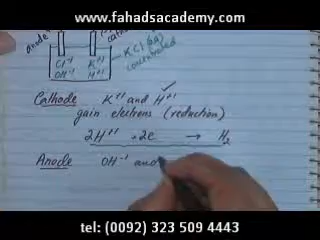 www.fahadsacademy.com
anode
Cl⁻¹ K⁺¹
OH⁻¹ H⁺¹
KCl (aq)
concentrated
Cathode K⁺¹ and H⁺¹ ✓
gain electrons (reduction)
2H⁺¹ + 2e → H₂
Anode OH⁻¹ and
tel: (0092) 323 509 4443